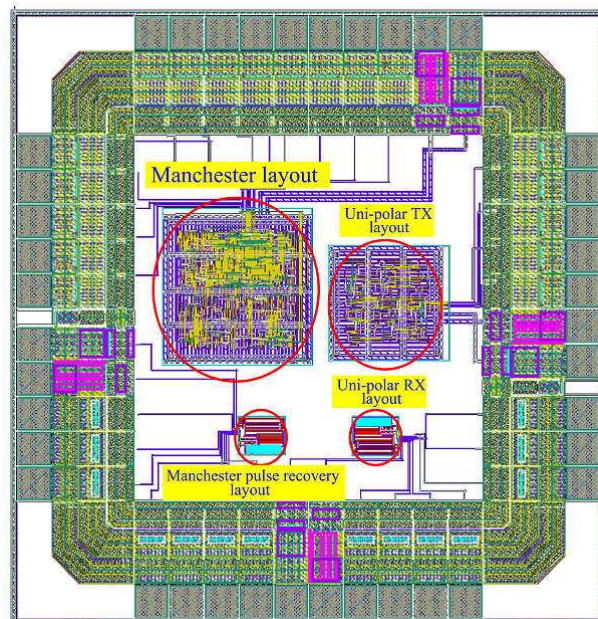 Manchester layout
Uni-polar TX
layout
Uni-polar RX
layout
Manchester pulse recovery
layout